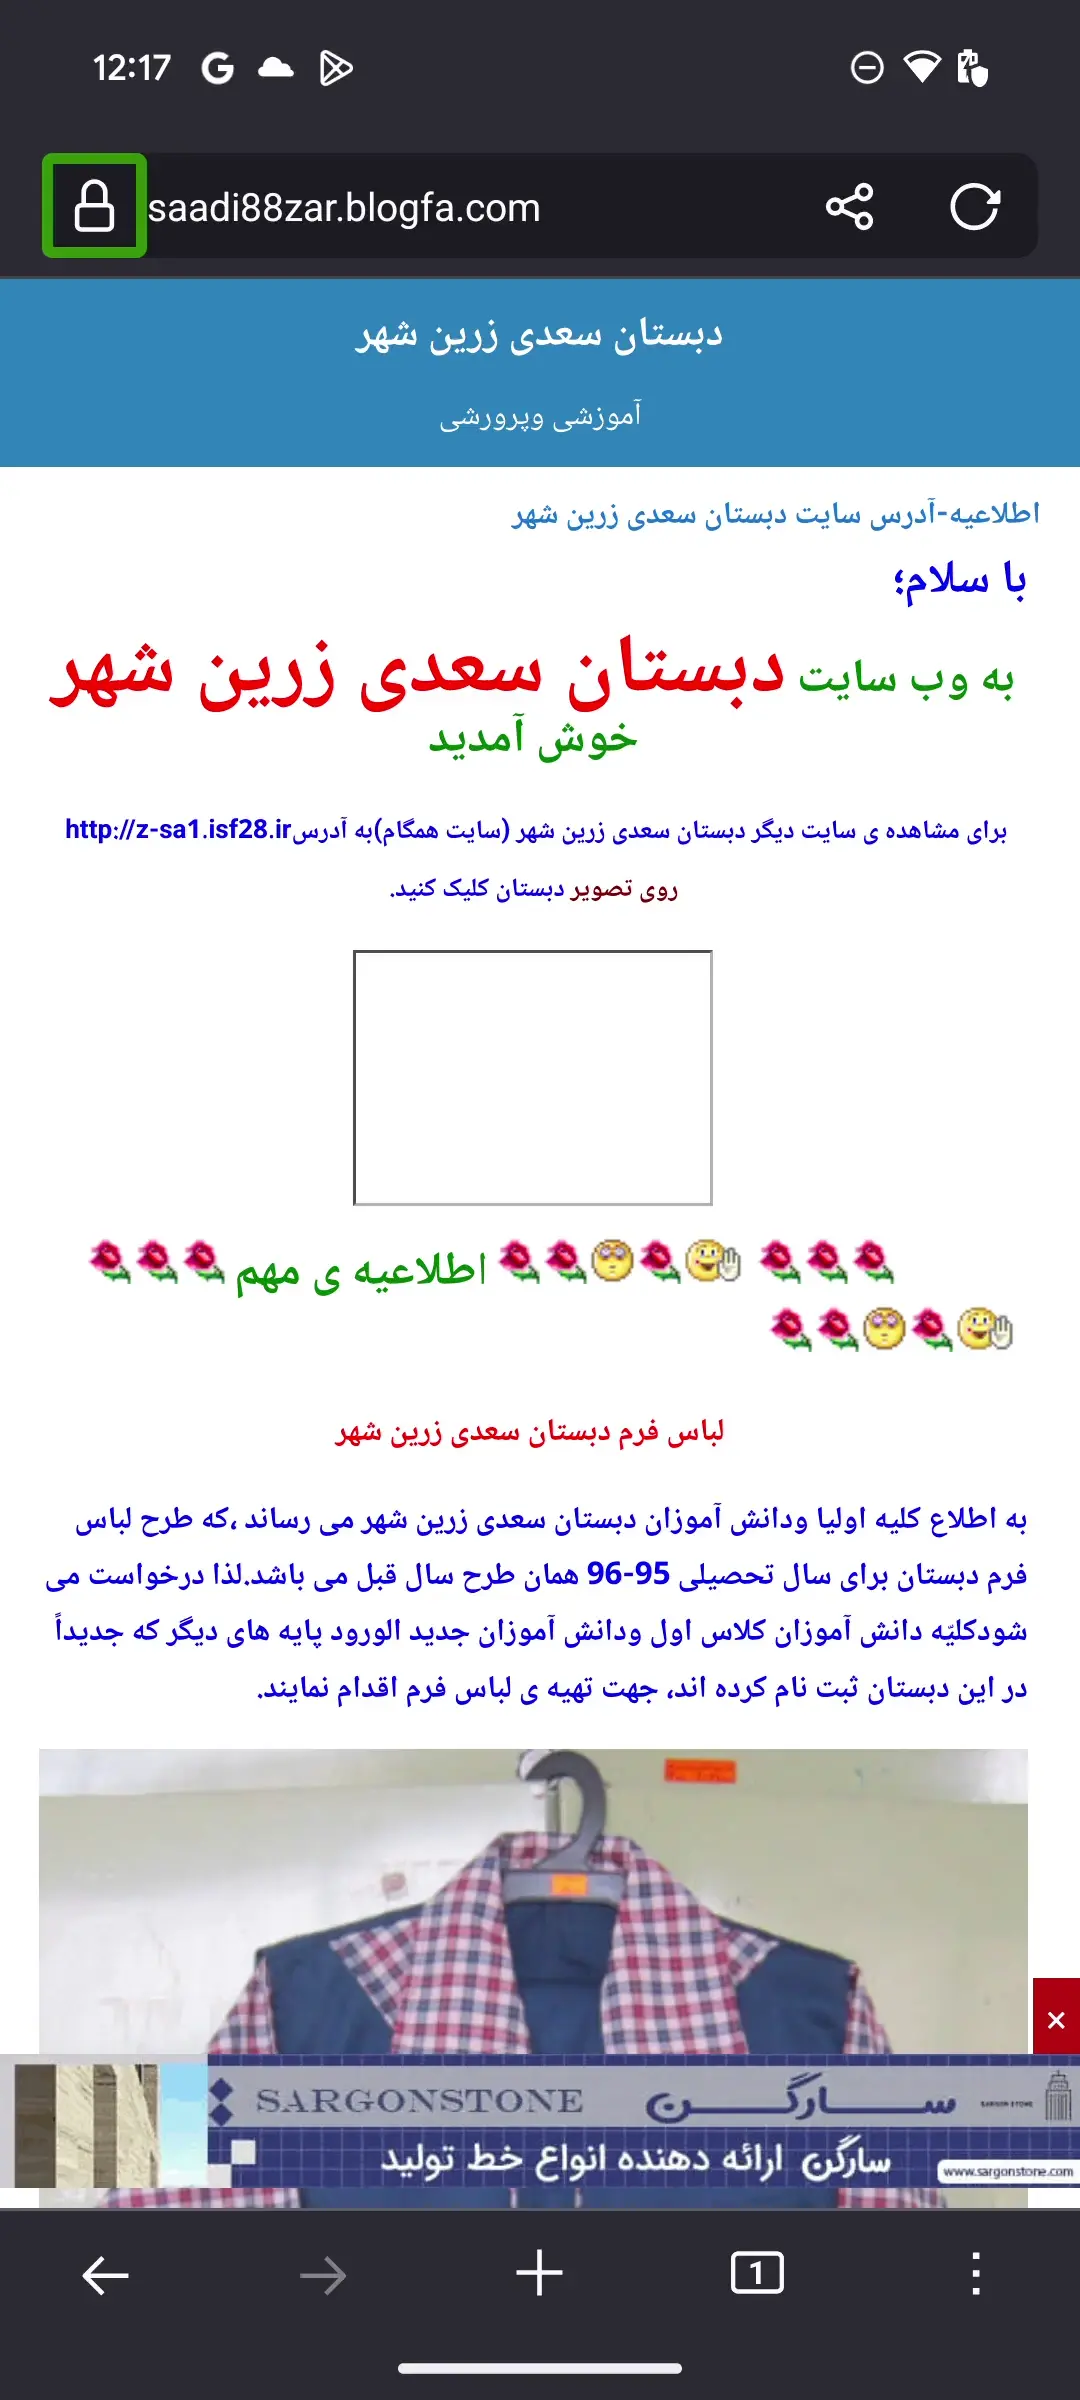 12:17
saadi88zar.blogfa.com
دبستان سعدی زرین شهر
آموزشی وپرورشی
اطلاعیه-آدرس سایت دبستان سعدی زرین شهر
با سلام؛
به وب سایت دبستان سعدی زرین شهر
خوش آمدید
برای مشاهده ی سایت دیگر دبستان سعدی زرین شهر (سایت همگام)به آدرسhttp://z-sa1.isf28.ir
روی تصویر دبستان کلیک کنید.
اطلاعیه ی مهم
لباس فرم دبستان سعدی زرین شهر
به اطلاع کلیه اولیا ودانش آموزان دبستان سعدی زرین شهر می رساند ،که طرح لباس
فرم دبستان برای سال تحصیلی 95-96 همان طرح سال قبل می باشد.لذا درخواست می
شودکلیّه دانش آموزان کلاس اول ودانش آموزان جدید الورود پایه های دیگر که جدیداً
در این دبستان ثبت نام کرده اند، جهت تهیه ی لباس فرم اقدام نمایند.
SARGONSTONE
سارگن
SARGON STONE
سارگن ارائه دهنده انواع خط تولید
www.sargonstone.com
1